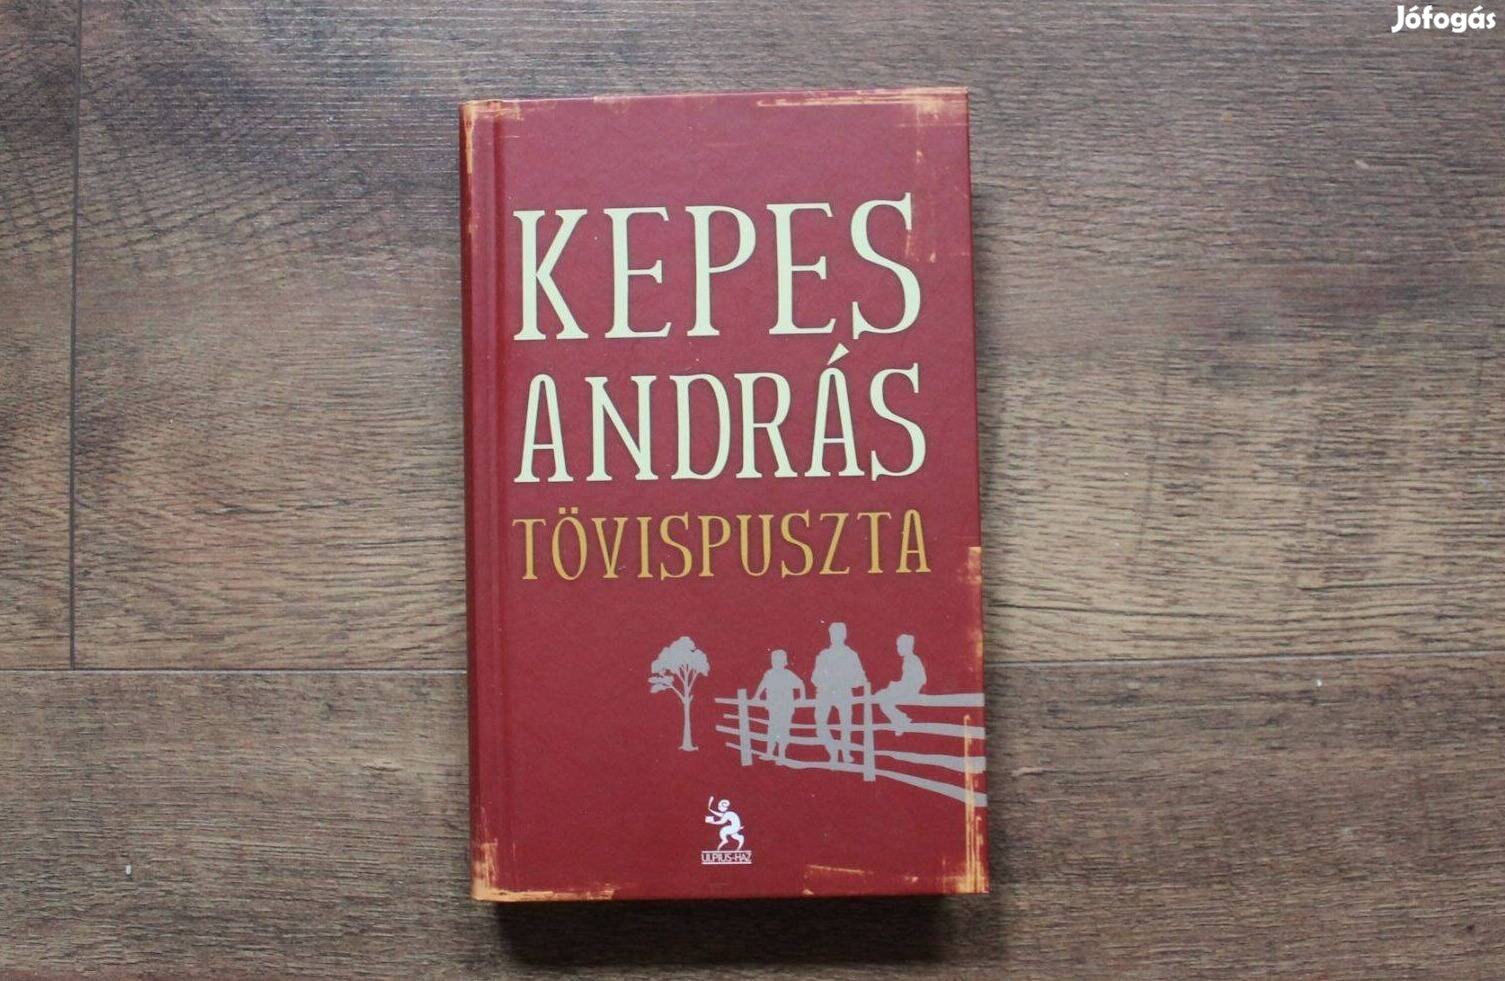 Jófogás
KEPES
ANDRÁS
TÖVISPUSZTA
ULPIUS-HÁZ